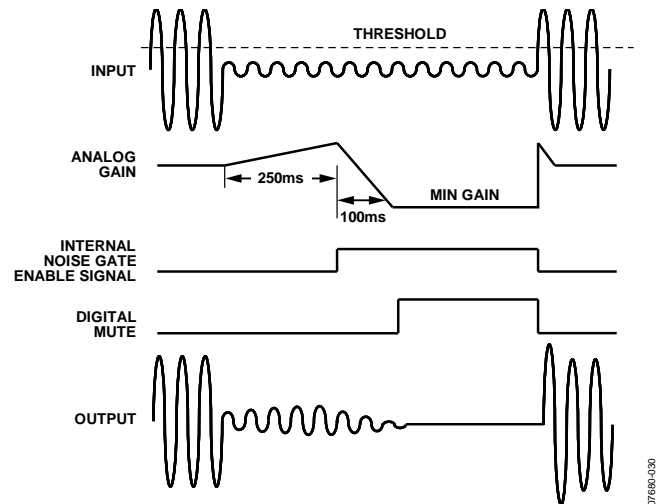 THRESHOLD
INPUT
ANALOG
GAIN
250ms
100ms
MIN GAIN
INTERNAL
NOISE GATE
ENABLE SIGNAL
DIGITAL
MUTE
OUTPUT
07680-030